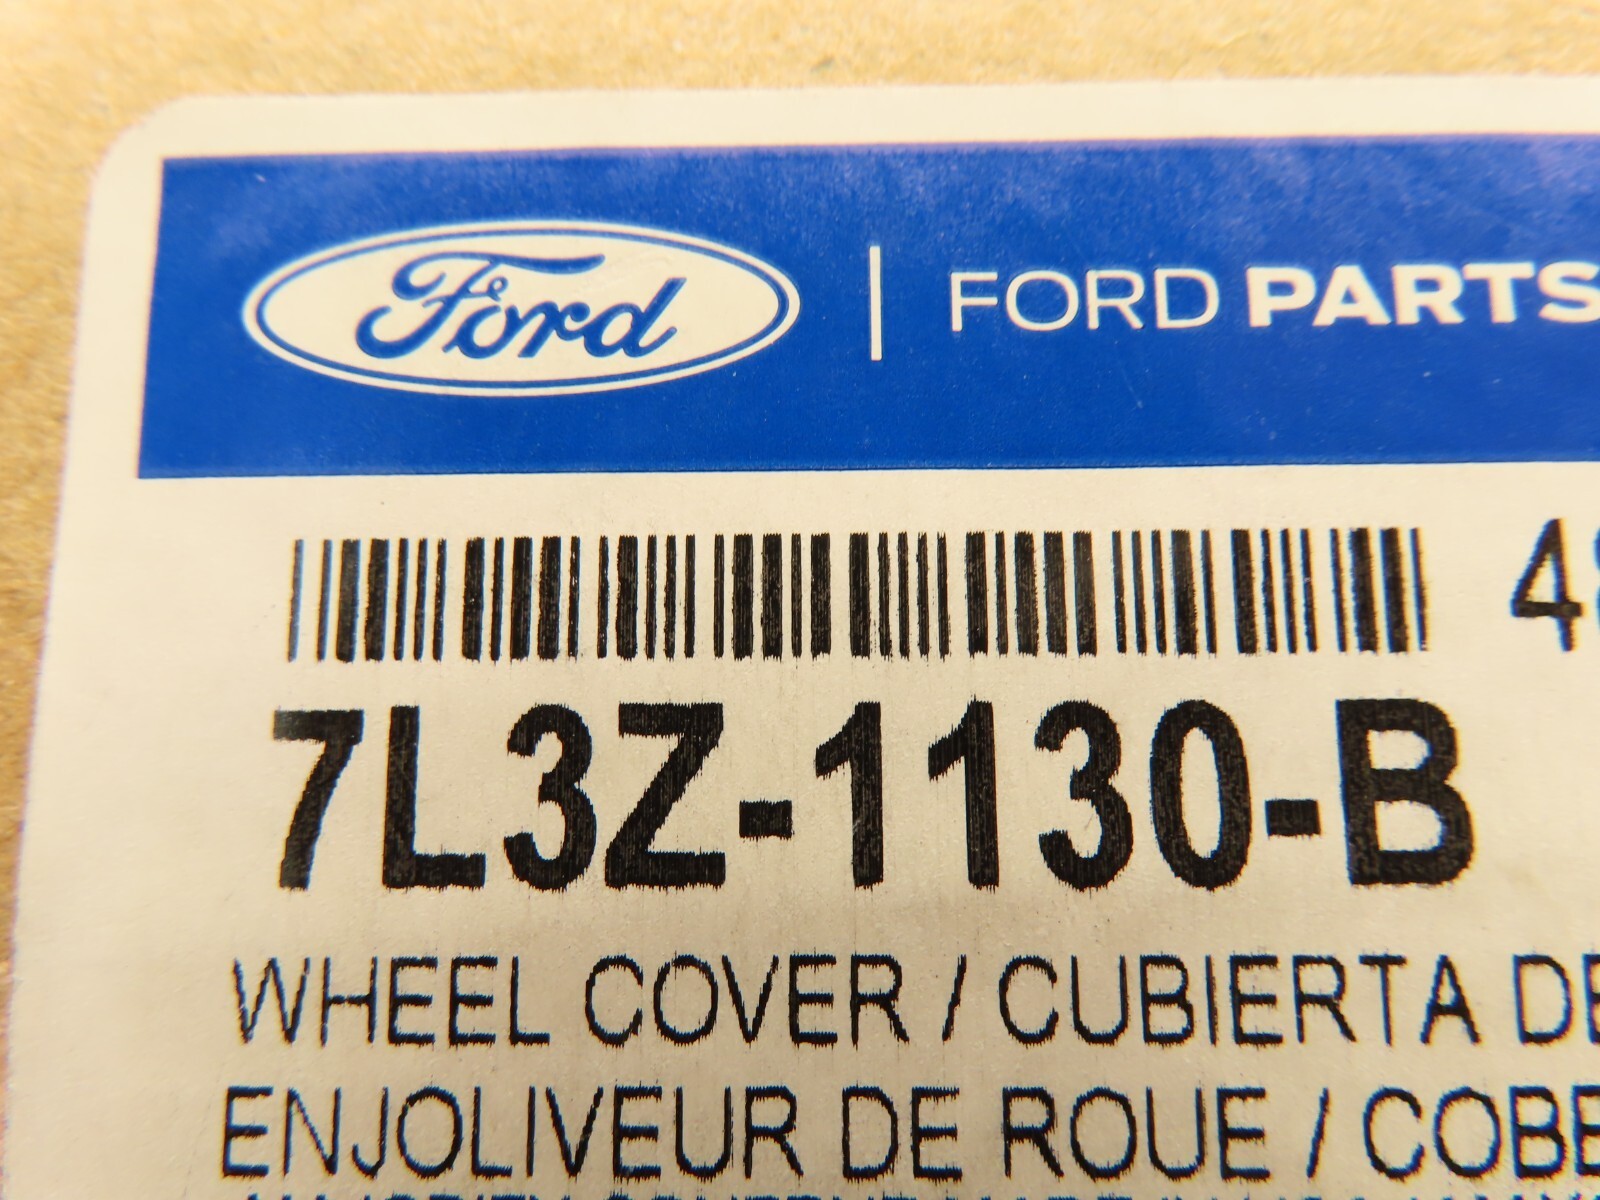 Ford | FORD PARTS
7L3Z-1130-B
WHEEL COVER / CUBIERTA DE
ENJOLIVEUR DE ROUE /